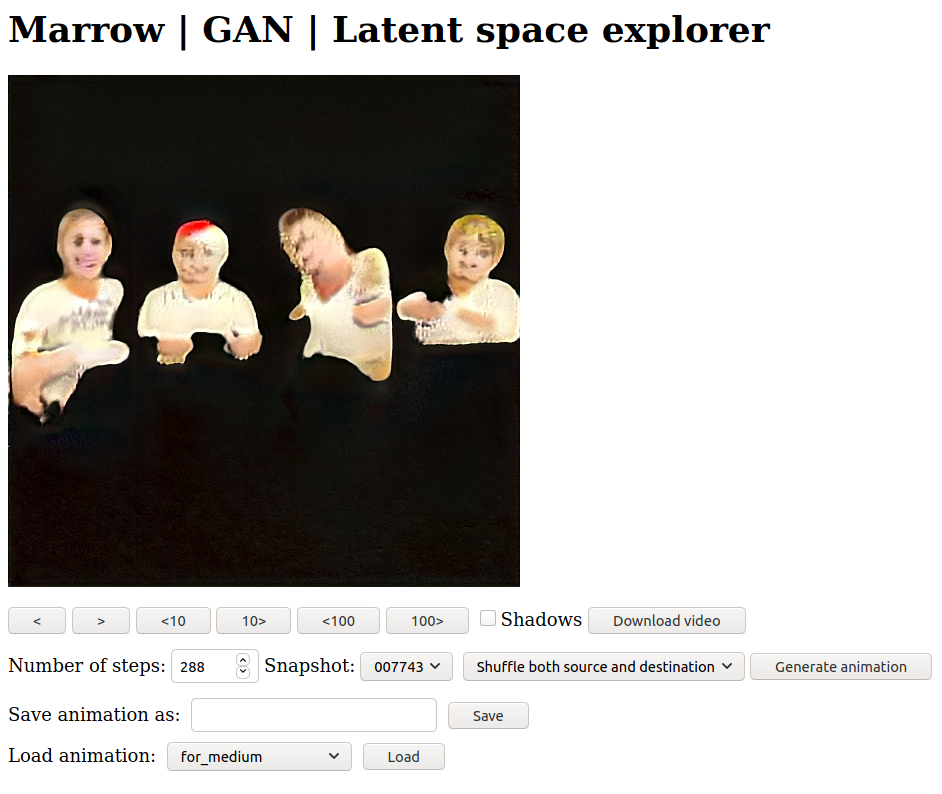 Marrow | GAN | Latent space explorer
< > <10 10> <100 100> Shadows Download video
Number of steps: 288 Snapshot: 007743 Shuffle both source and destination Generate animation
Save animation as: Save
Load animation: for_medium Load